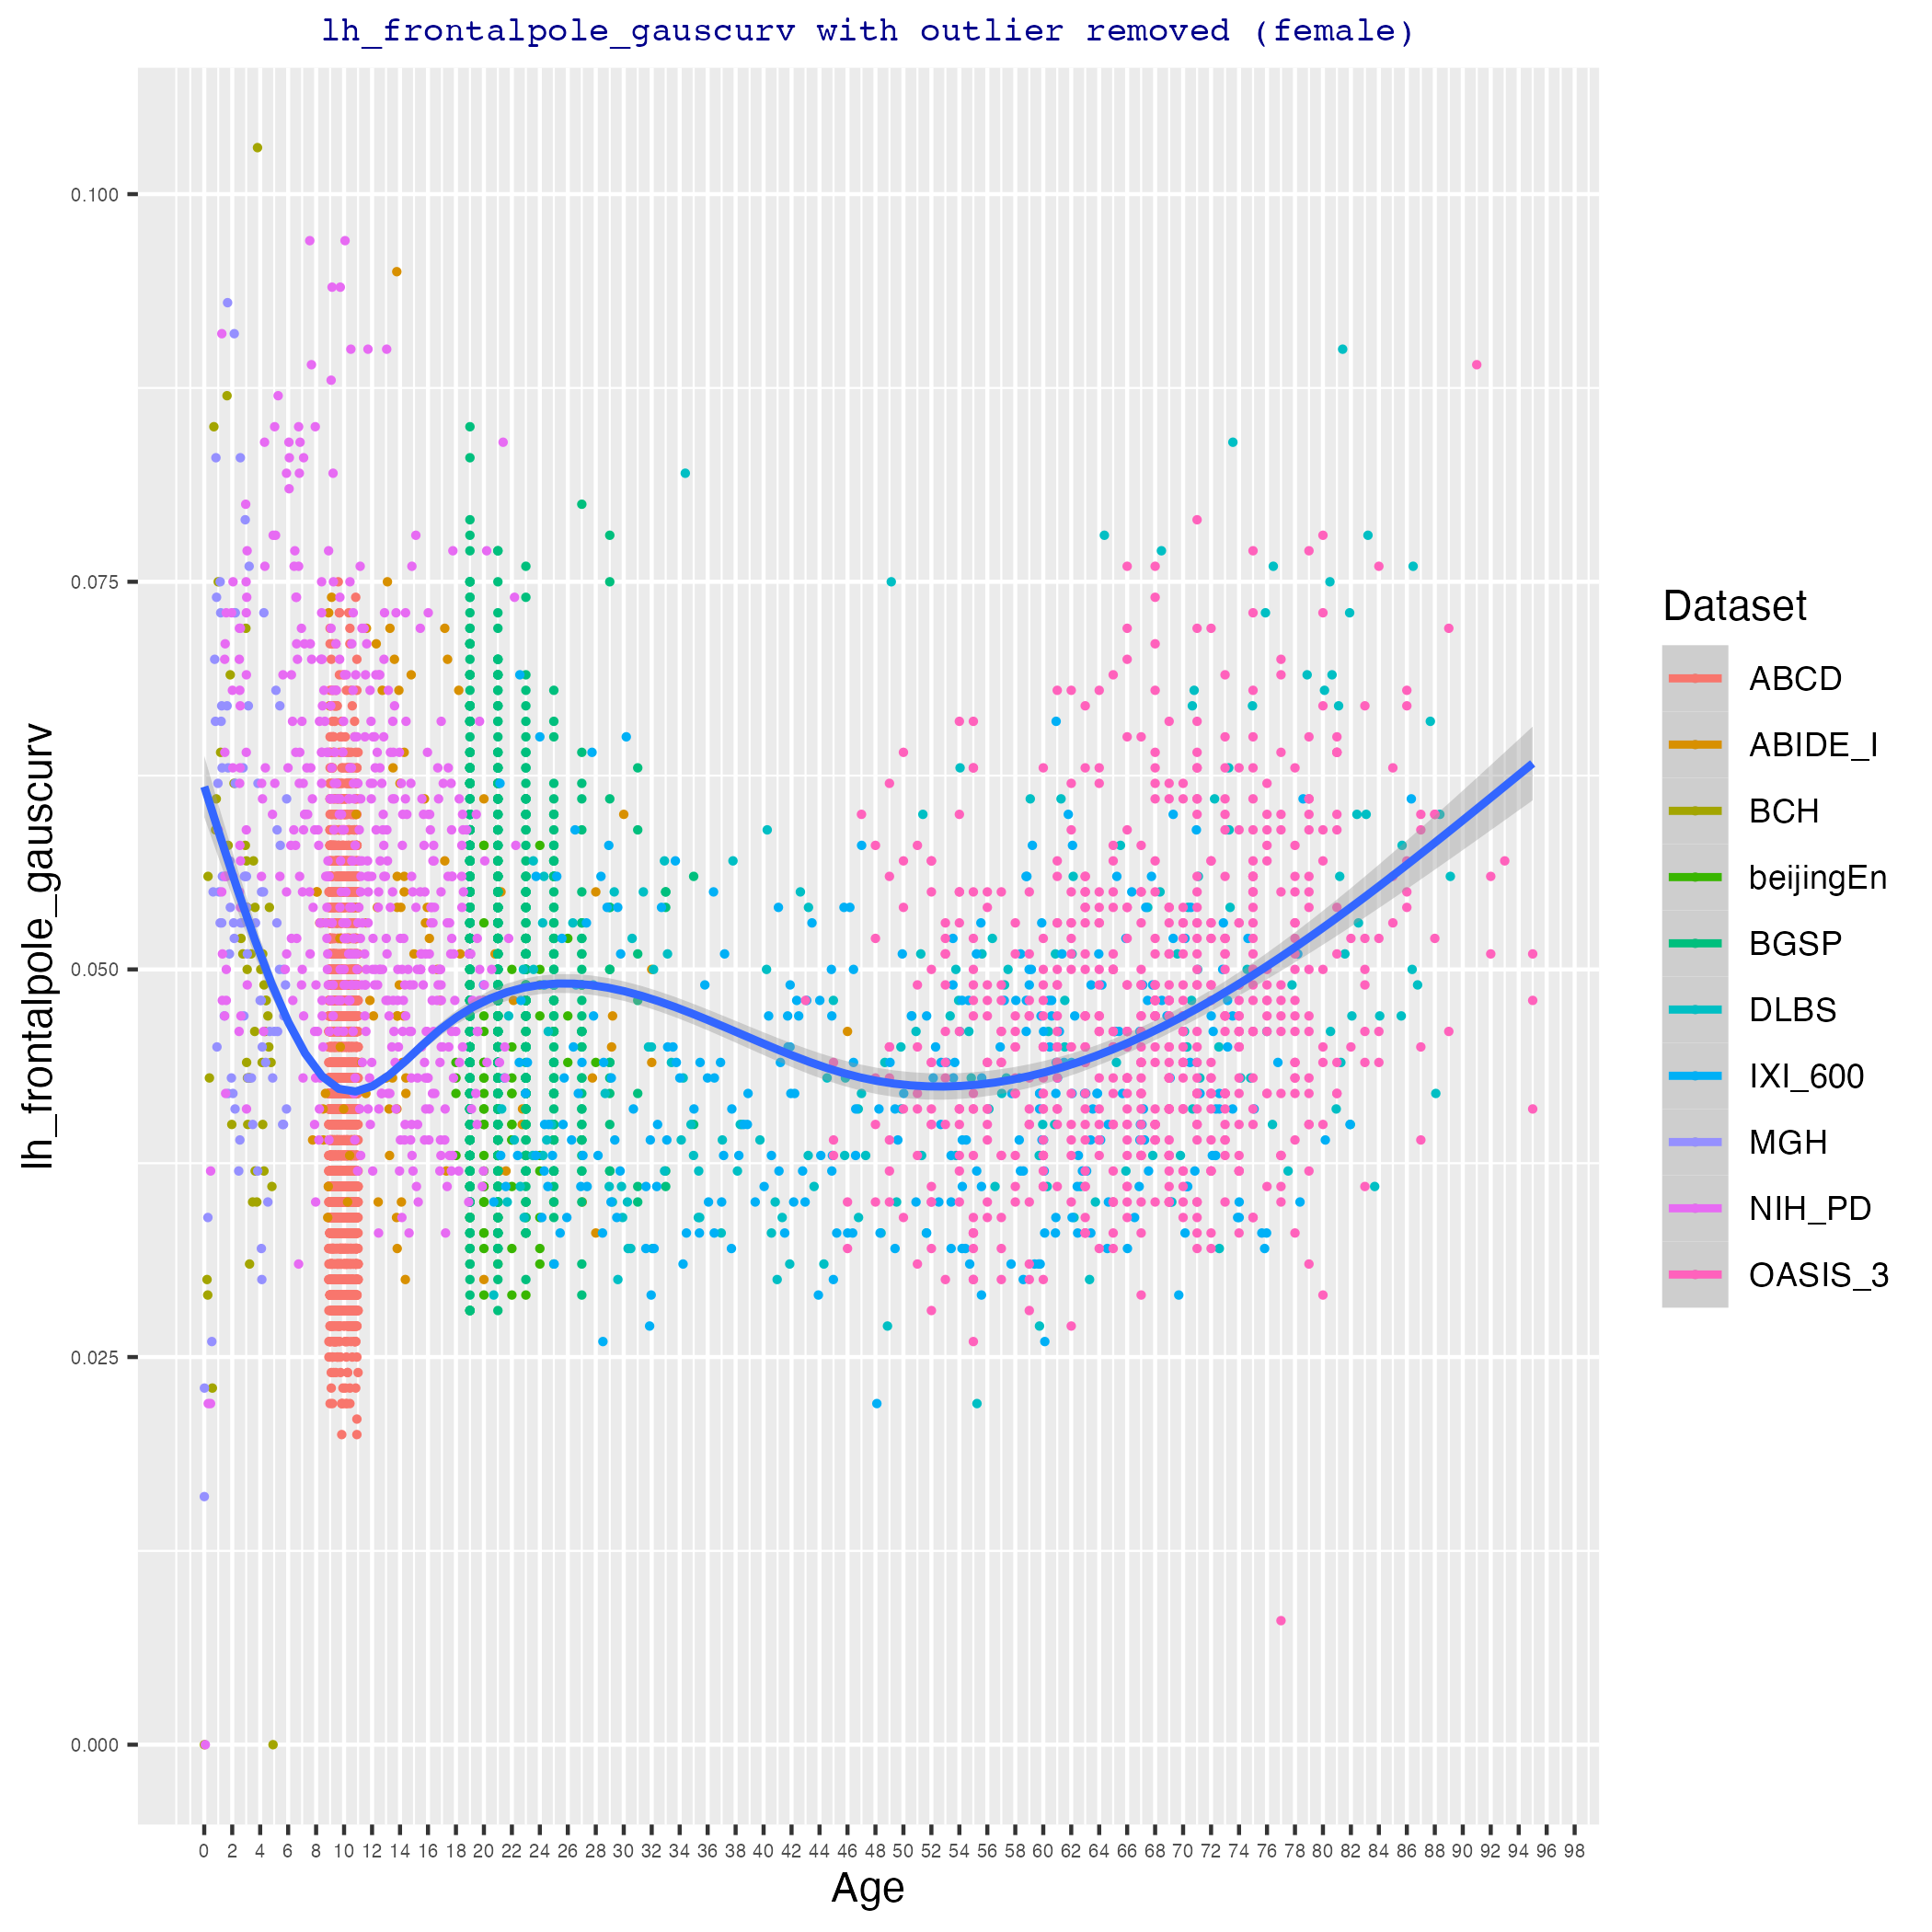 lh_frontalpole_gauscurv with outlier removed (female)
lh_frontalpole_gauscurv
0.100
0.075
0.050
0.025
0.000
0 2 4 6 8 10 12 14 16 18 20 22 24 26 28 30 32 34 36 38 40 42 44 46 48 50 52 54 56 58 60 62 64 66 68 70 72 74 76 78 80 82 84 86 88 90 92 94 96 98
Age
Dataset
ABCD
ABIDE_I
BCH
beijingEn
BGSP
DLBS
IXI_600
MGH
NIH_PD
OASIS_3